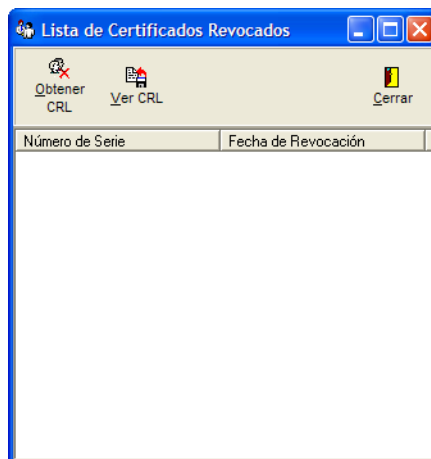 Lista de Certificados Revocados
Obtener
CRL
Ver CRL
Cerrar
Número de Serie
Fecha de Revocación